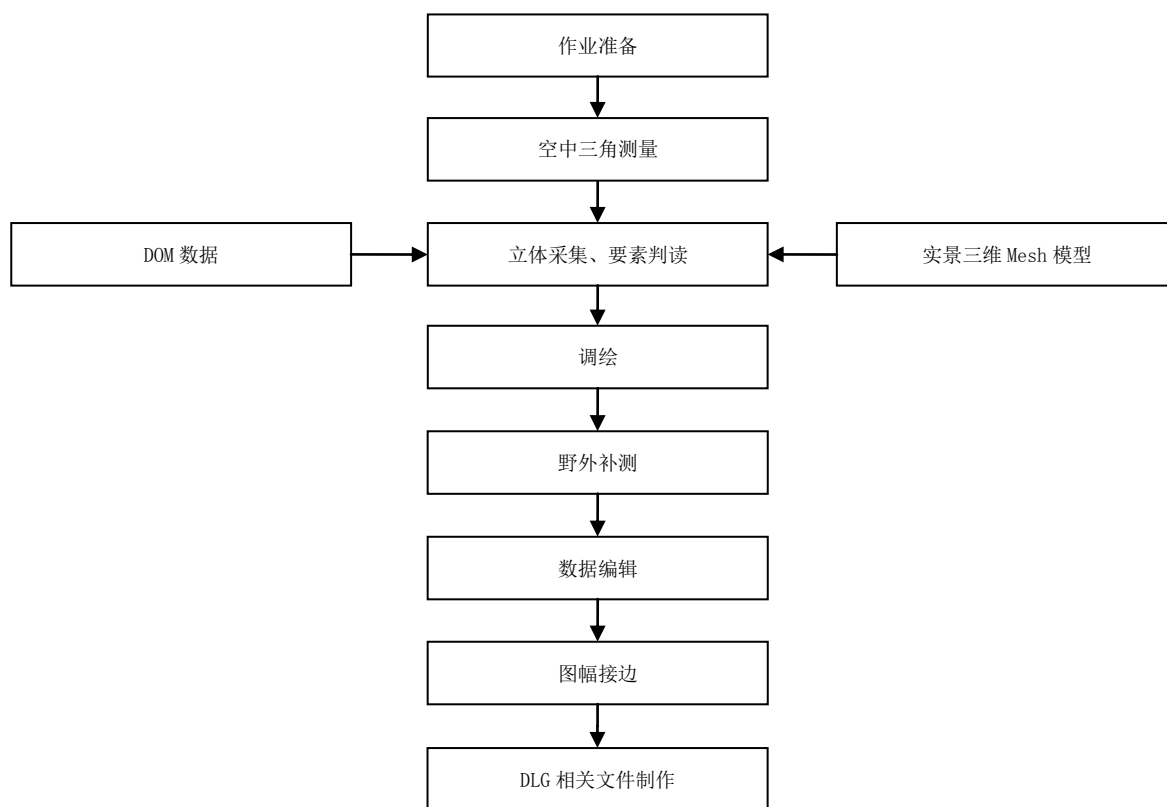 作业准备
空中三角测量
DOM 数据
立体采集、要素判读
实景三维 Mesh 模型
调绘
野外补测
数据编辑
图幅接边
DLG 相关文件制作